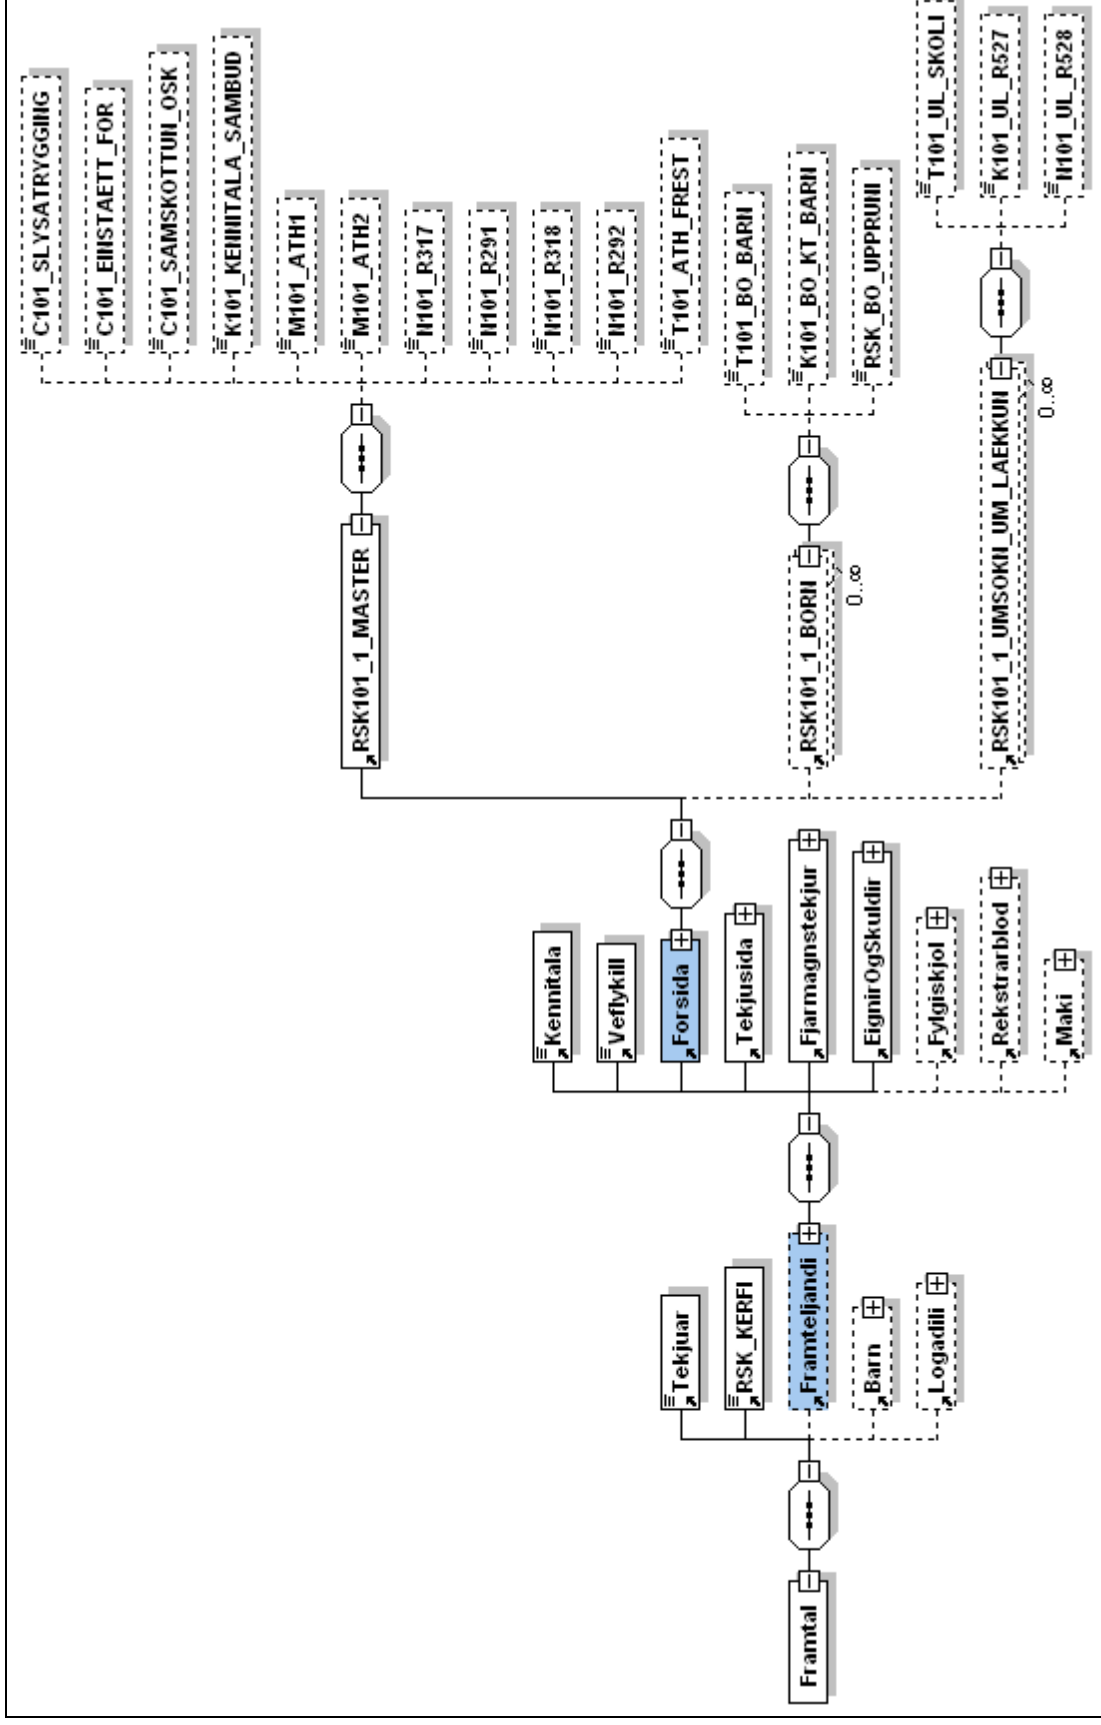 Framtal
Tekjuar
RSK_KERFI
Framteljandi
Barn
Logadili
Kennitala
Veflykill
Forsida
Tekjusida
Fjarmagnstekjur
EignirOgSkuldir
Fylgiskjol
Rekstrarblod
Maki
RSK101_1_MASTER
C101_SLYSATRYGGING
C101_EINSTAETT_FOR
C101_SAMSKOTTUN_OSK
K101_KENNITALA_SAMBUD
M101_ATH1
M101_ATH2
N101_R317
N101_R291
N101_R318
N101_R292
T101_ATH_FREST
RSK101_1_BORN
0..∞
T101_BO_BARN
K101_BO_KT_BARN
RSK_BO_UPPRUNI
RSK101_1_UMSOKN_UM_LAEKKUN
0..∞
T101_UL_SKOLI
K101_UL_R527
N101_UL_R528